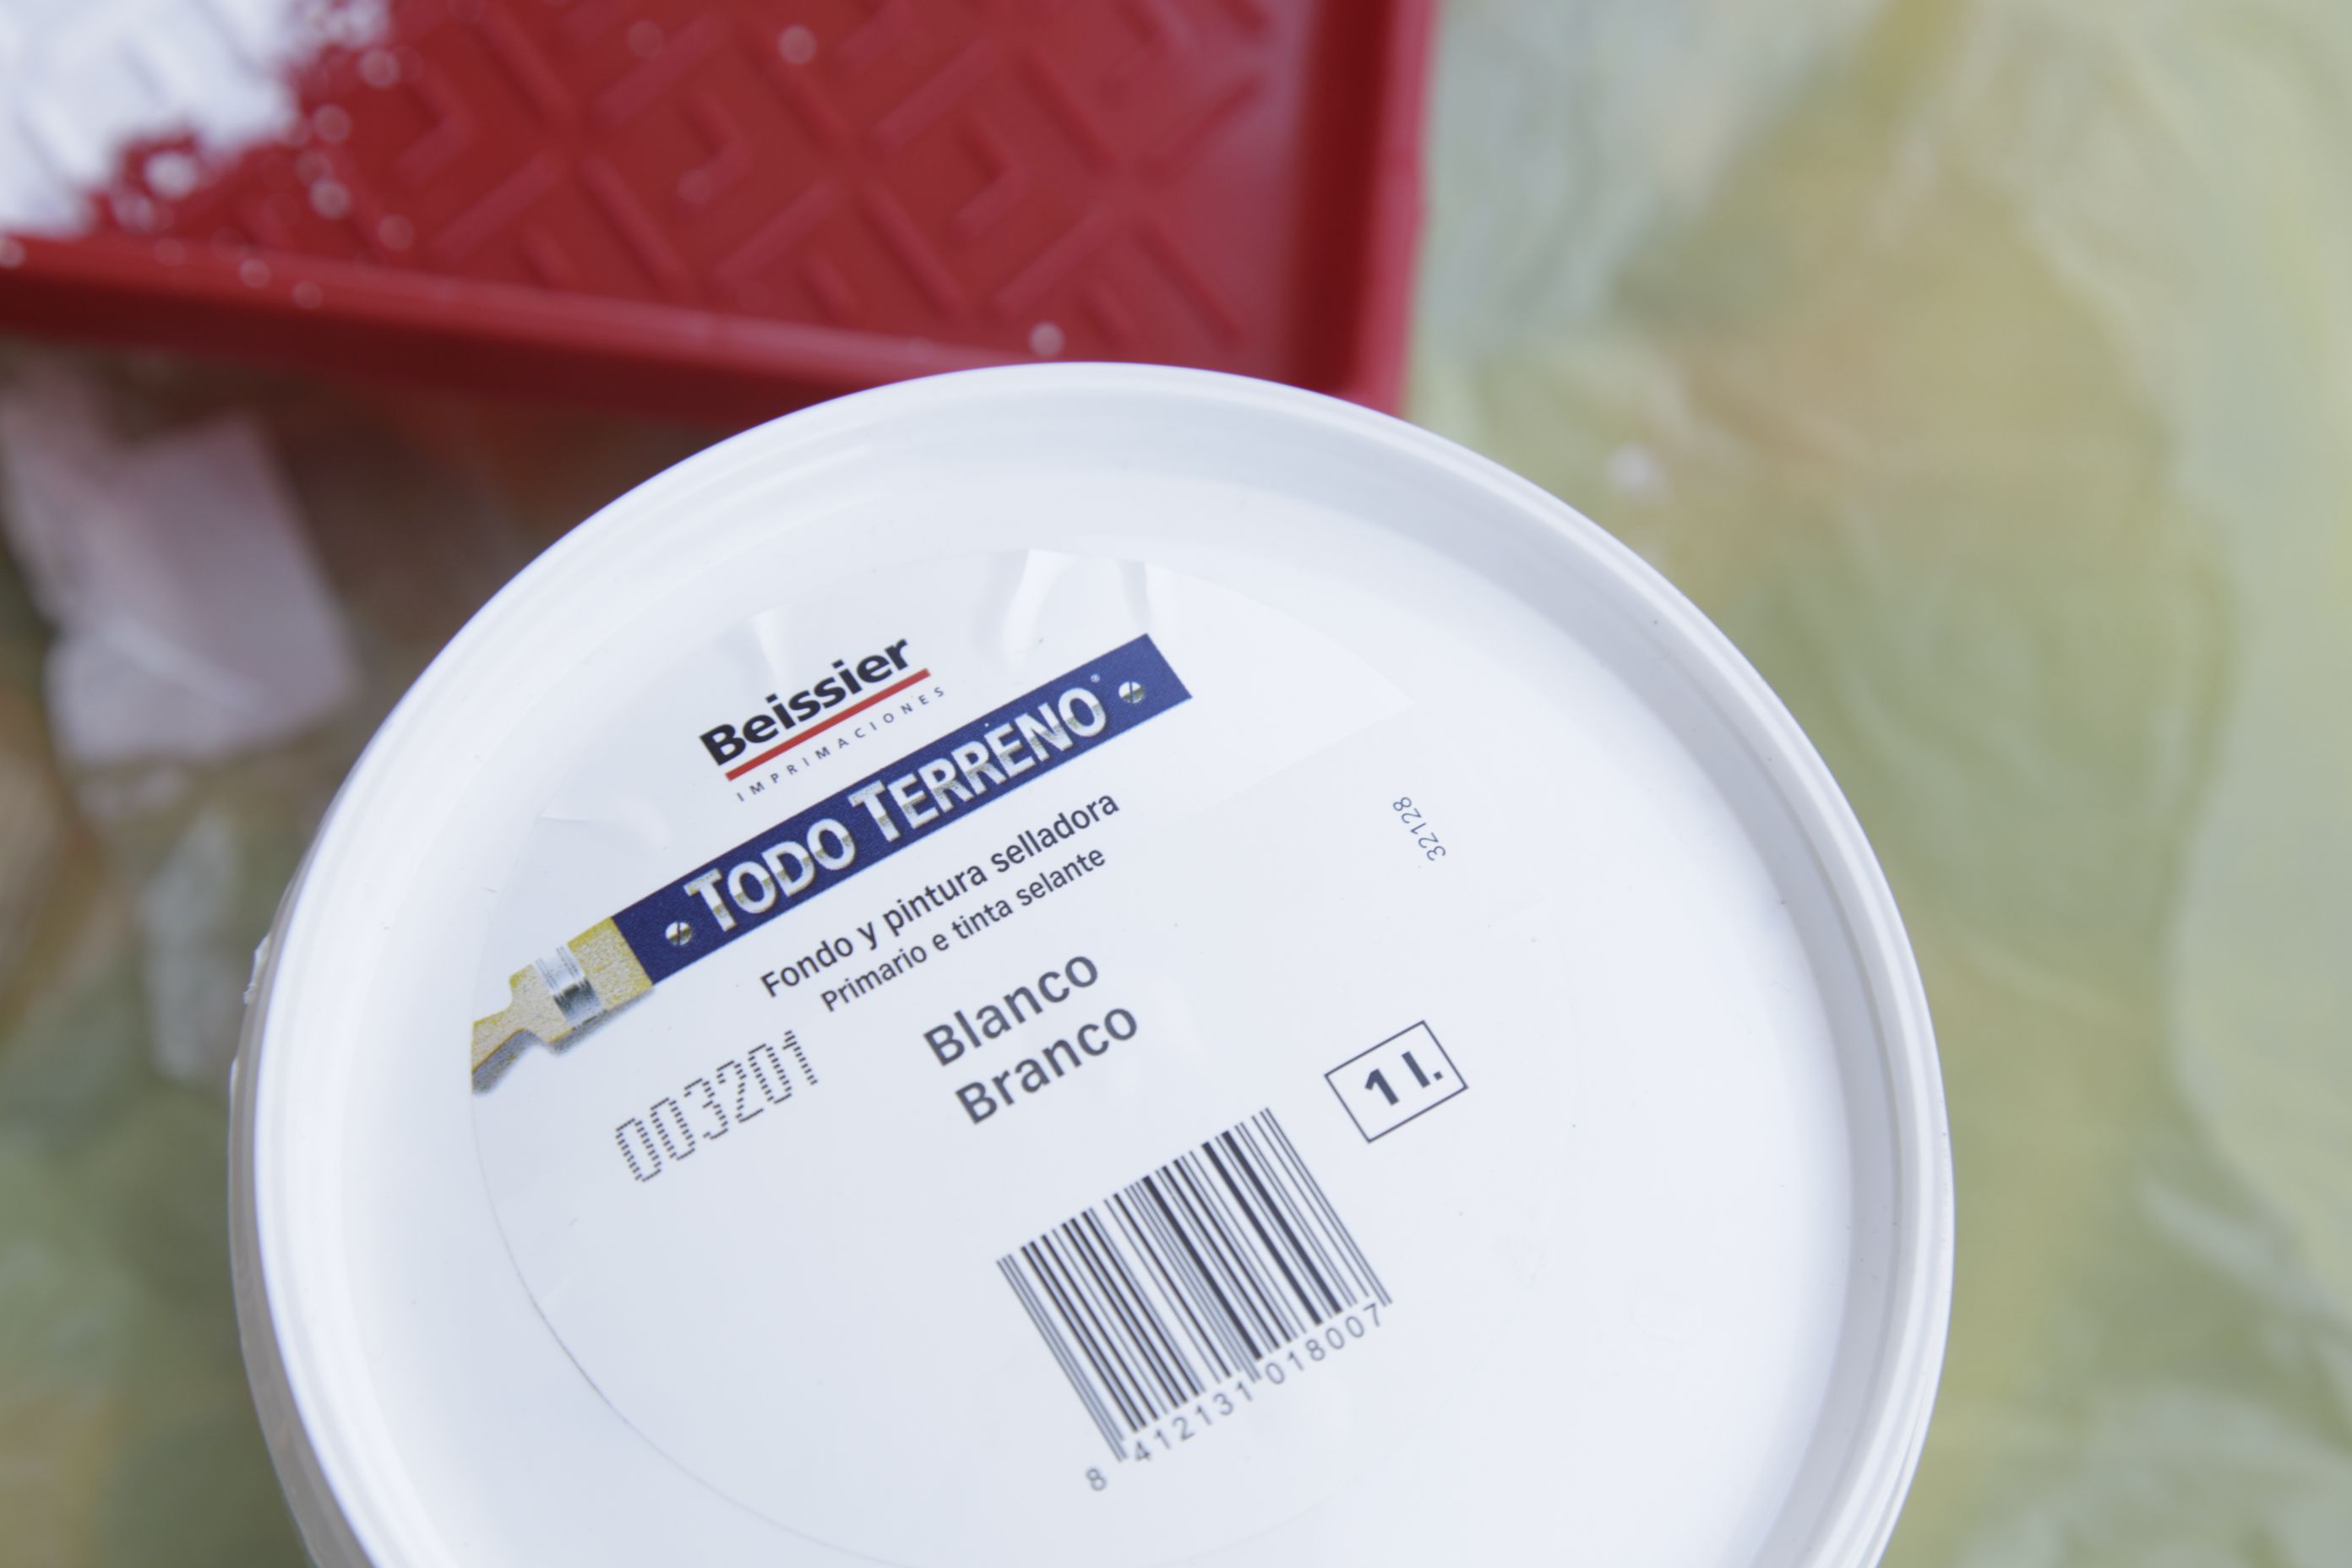 Beissier
IMPRIMACIONES
TODO TERRENO®
Fondo y pintura selladora
Primario e tinta selante
32128
Blanco
Branco
003201
1 l.
8 412131 018007